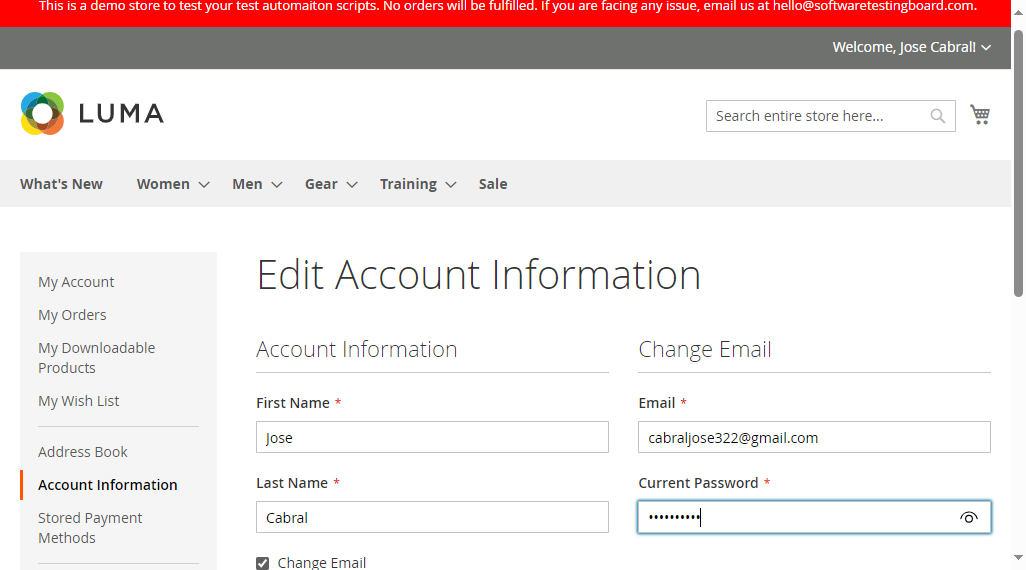 This is a demo store to test your test automaiton scripts. No orders will be fulfilled. If you are facing any issue, email us at hello@softwaretestingboard.com.
Welcome, Jose Cabral!
LUMA
Search entire store here...
What's New Women Men Gear Training Sale
My Account
My Orders
My Downloadable
Products
My Wish List
Address Book
Account Information
Stored Payment
Methods
Edit Account Information
Account Information
First Name *
Jose
Last Name *
Cabral
Change Email
Change Email
Email *
cabraljose322@gmail.com
Current Password *
••••••••••